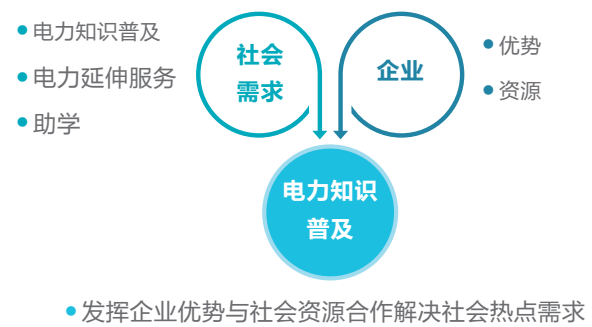 电力知识普及
电力延伸服务
助学
社会
需求
企业
优势
资源
电力知识
普及
发挥企业优势与社会资源合作解决社会热点需求